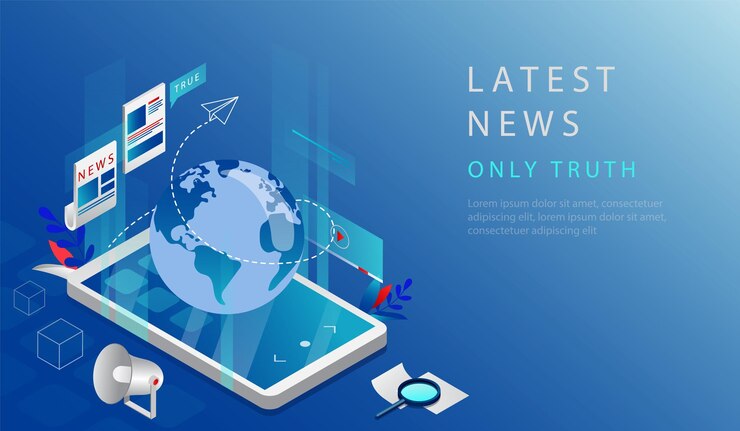 TRUE
NEWS
LATEST
NEWS
ONLY TRUTH
Lorem ipsum dolor sit amet, consectetuer
adipiscing elit, lorem ipsum dolor sit amet,
consectetuer adipiscing elit